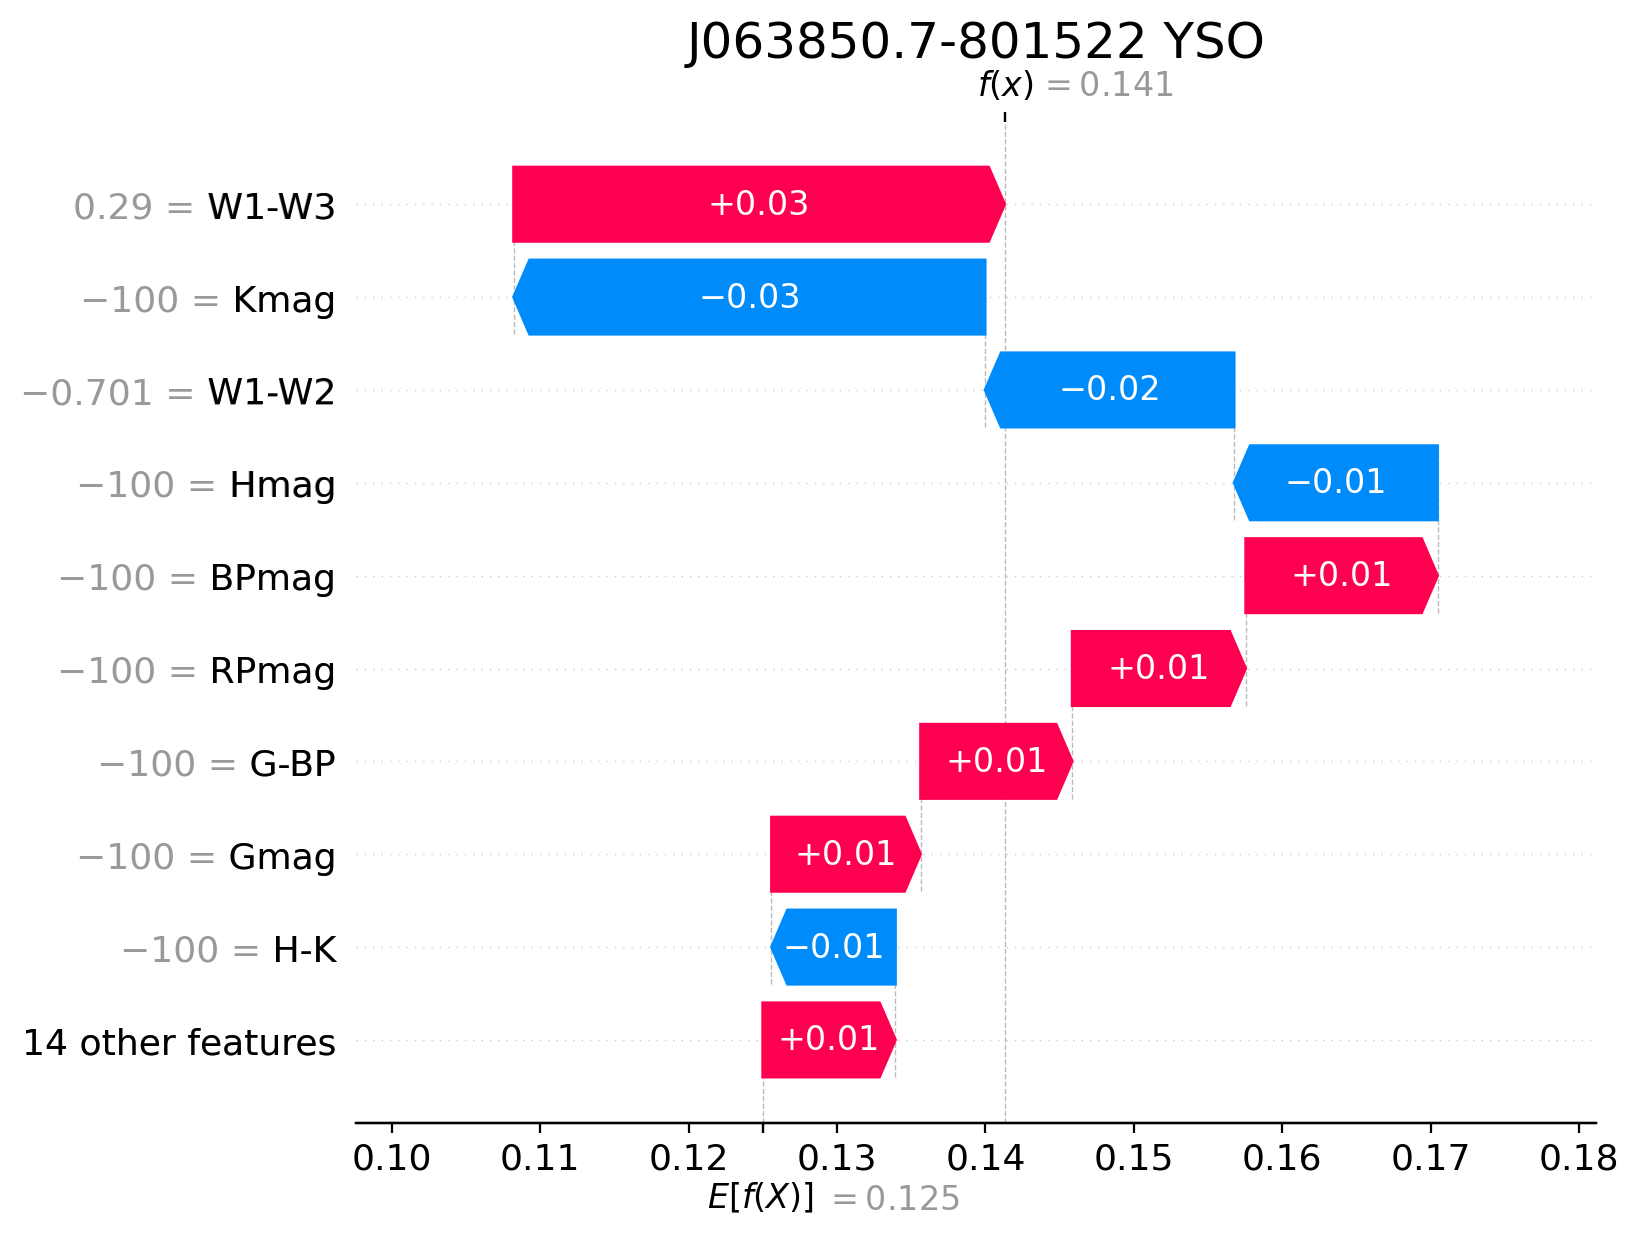 J063850.7-801522 YSO
f(x) = 0.141
0.29 = W1-W3
+0.03
−100 = Kmag
−0.03
−0.701 = W1-W2
−0.02
−100 = Hmag
−0.01
−100 = BPmag
+0.01
−100 = RPmag
+0.01
−100 = G-BP
+0.01
−100 = Gmag
+0.01
−100 = H-K
−0.01
14 other features
+0.01
0.10 0.11 0.12 0.13 0.14 0.15 0.16 0.17 0.18
E[f(X)] = 0.125